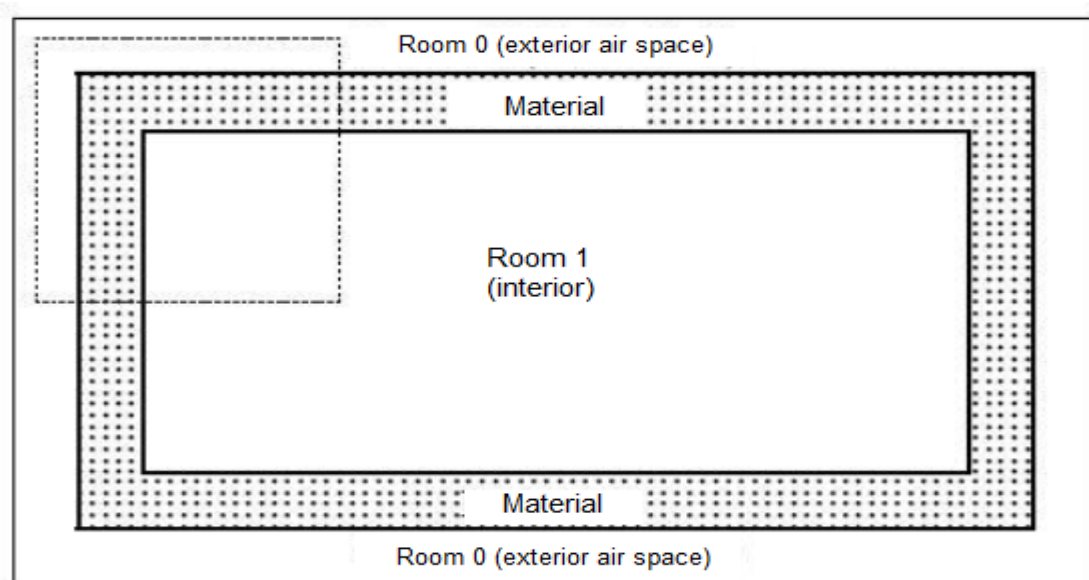 Room 0 (exterior air space)
Material
Room 1
(interior)
Material
Room 0 (exterior air space)